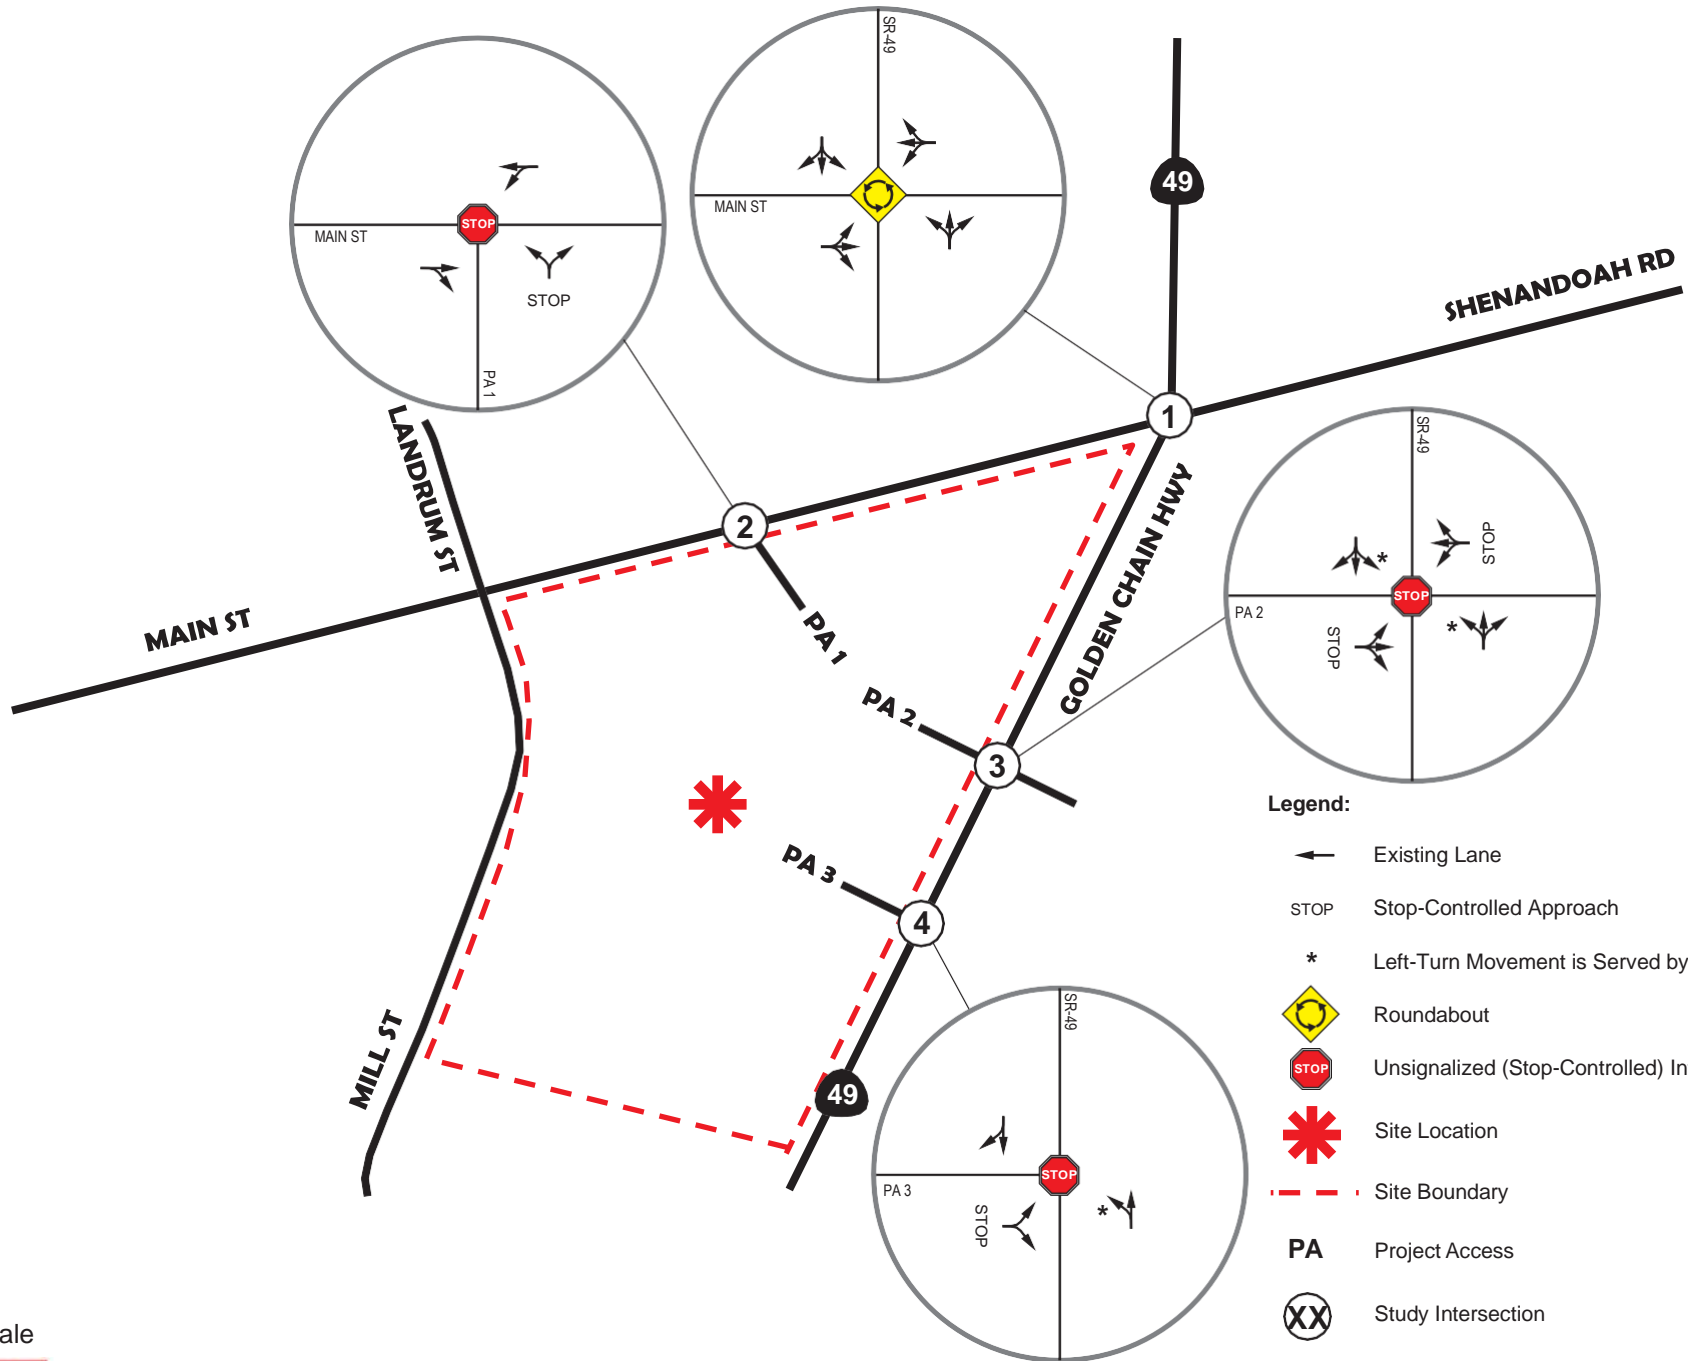 SR-49
MAIN ST
49
SHENANDOAH RD
STOP
MAIN ST
STOP
PA 1
1
LANDRUM ST
2
GOLDEN CHAIN HWY
SR-49
STOP
*
STOP
PA 2
STOP
*
MAIN ST
PA 1
PA 2
3
PA 3
4
Legend:
Existing Lane
STOP Stop-Controlled Approach
* Left-Turn Movement is Served by
Roundabout
STOP Unsignalized (Stop-Controlled)
Site Location
Site Boundary
PA Project Access
XX Study Intersection
MILL ST
49
SR-49
STOP
PA 3
STOP
*